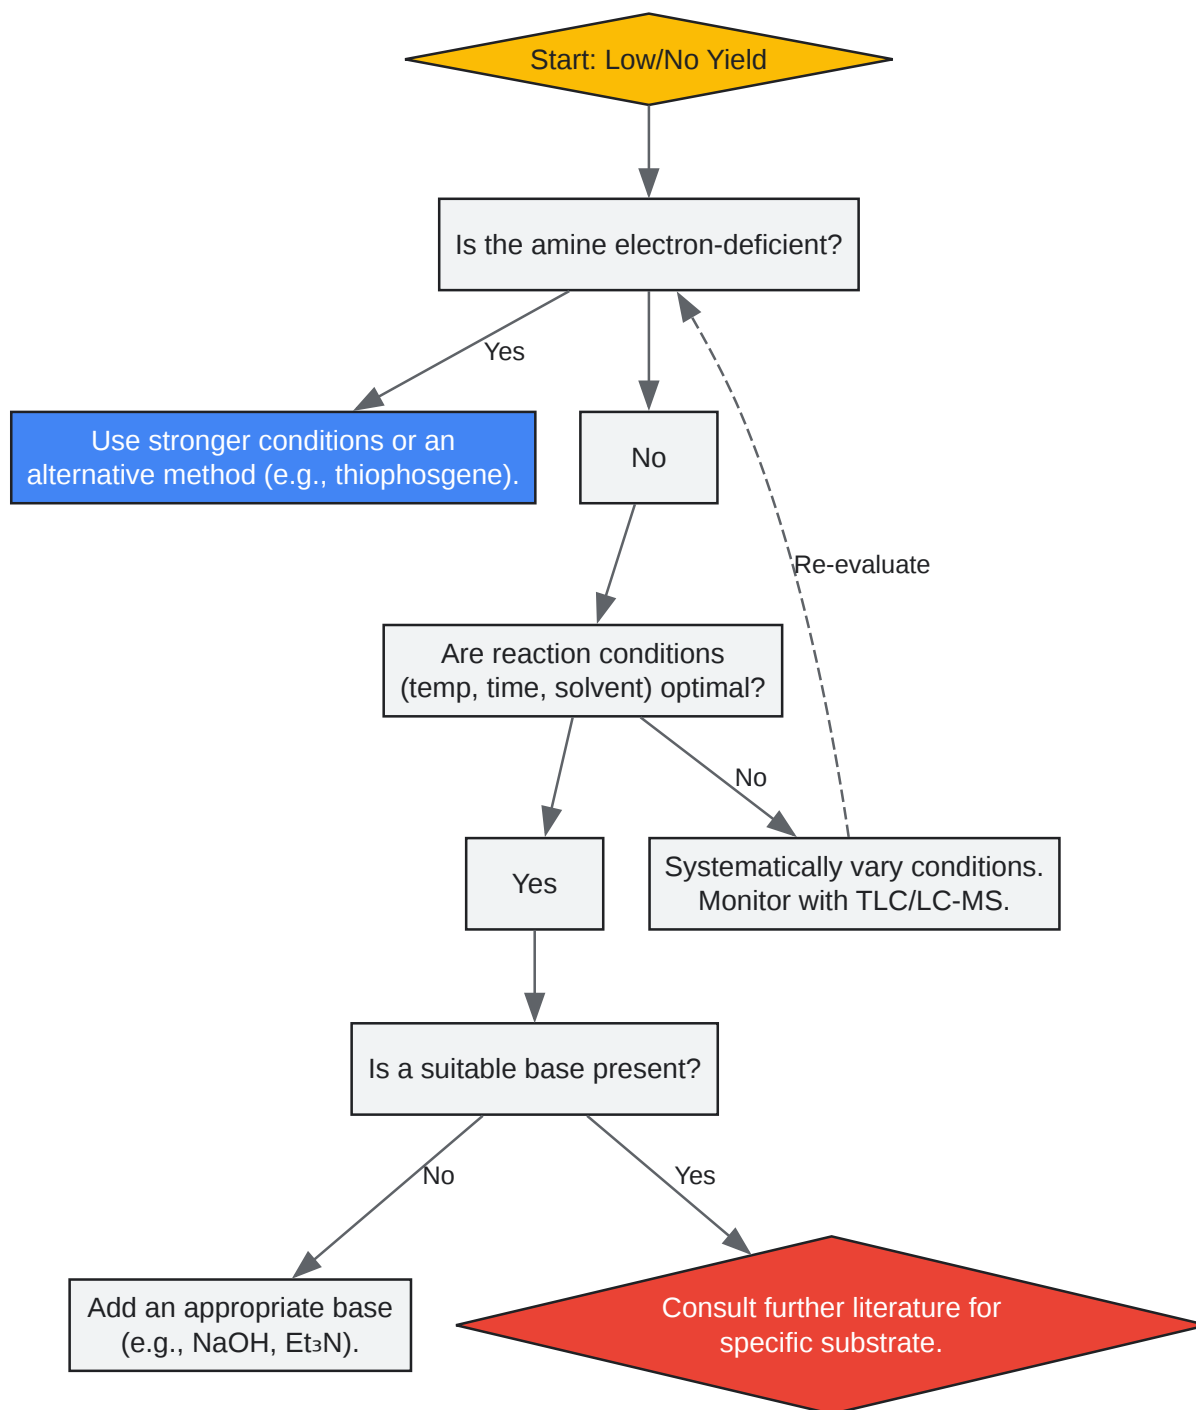 Start: Low/No Yield
Is the amine electron-deficient?
Yes
Use stronger conditions or an
alternative method (e.g., thiophosgene).
No
Re-evaluate
Are reaction conditions
(temp, time, solvent) optimal?
No
Yes
Systematically vary conditions.
Monitor with TLC/LC-MS.
Is a suitable base present?
No
Yes
Add an appropriate base
(e.g., NaOH, Et₃N).
Consult further literature for
specific substrate.